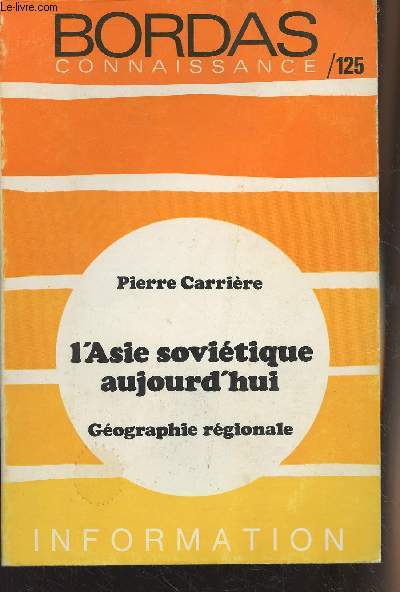 Le-livre.com
BORDAS
CONNAISSANCE /125
Pierre Carrière
l'Asie soviétique
aujourd'hui
Géographie régionale
INFORMATION